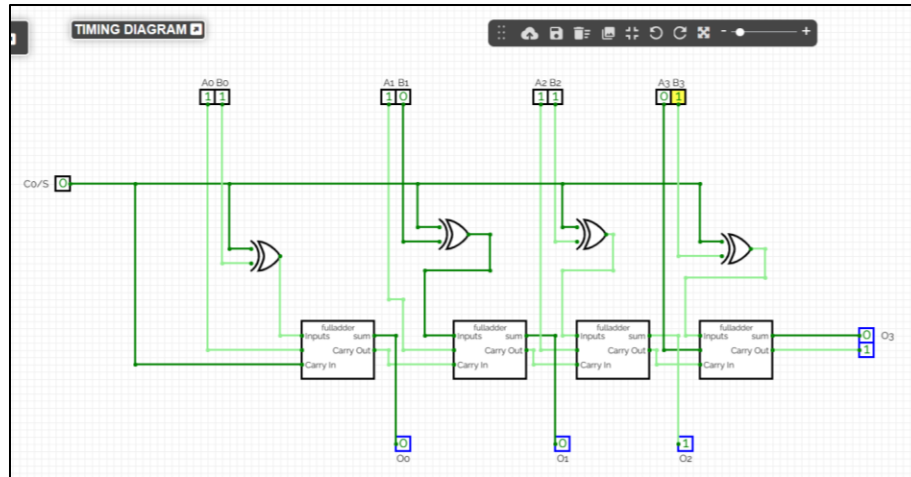 TIMING DIAGRAM
- +
A0 B0 A1 B1 A2 B2 A3 B3
1 1 1 0 1 1 0 1
C0/S 0
fulladder fulladder fulladder fulladder
Inputs sum Inputs sum Inputs sum Inputs sum 0 O3
Carry Out Carry Out Carry Out Carry Out 1
Carry In Carry In Carry In Carry In
0 0 1
O0 O1 O2